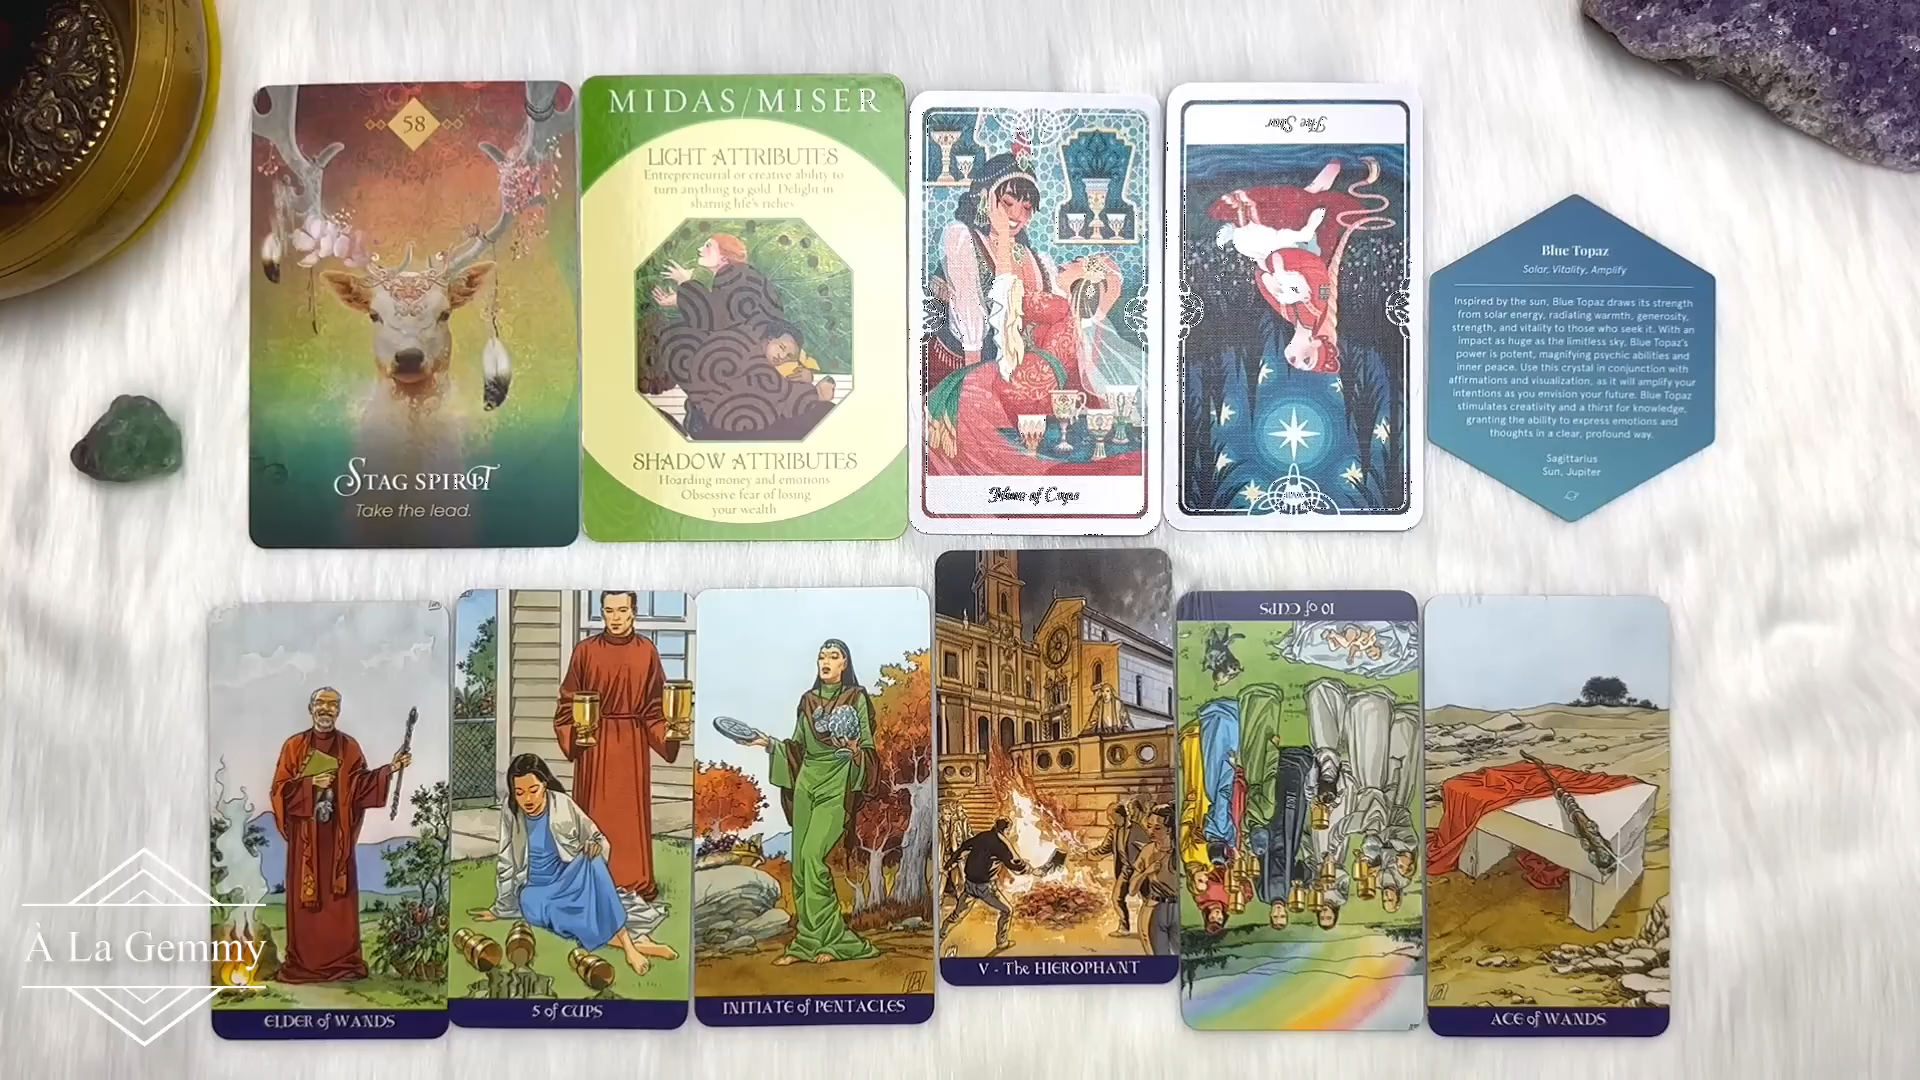 58
STAG SPIRIT
Take the lead.
MIDAS/MISER
LIGHT ATTRIBUTES
Entrepreneurial or creative ability to
turn anything to gold. Delight in
sharing life's riches
SHADOW ATTRIBUTES
Hoarding money and emotions
Obsessive fear of losing
your wealth
Nine of Cups
The Star
Blue Topaz
Solar, Vitality, Amplify
Inspired by the sun, Blue Topaz draws its strength
from solar energy, radiating warmth, generosity,
strength, and vitality to those who seek it. With an
impact as huge as the limitless sky, Blue Topaz's
power is potent, magnifying psychic abilities and
inner peace. Use this crystal in conjunction with
affirmations and visualization, as it will amplify your
intentions as you envision your future. Blue Topaz
stimulates creativity and a thirst for knowledge,
granting the ability to express emotions and
thoughts in a clear, profound way.
Sagittarius
Sun, Jupiter
ELDER of WANDS
5 of CUPS
INITIATE of PENTACLES
V - The HIEROPHANT
10 of CUPS
ACE of WANDS
À La Gemmy